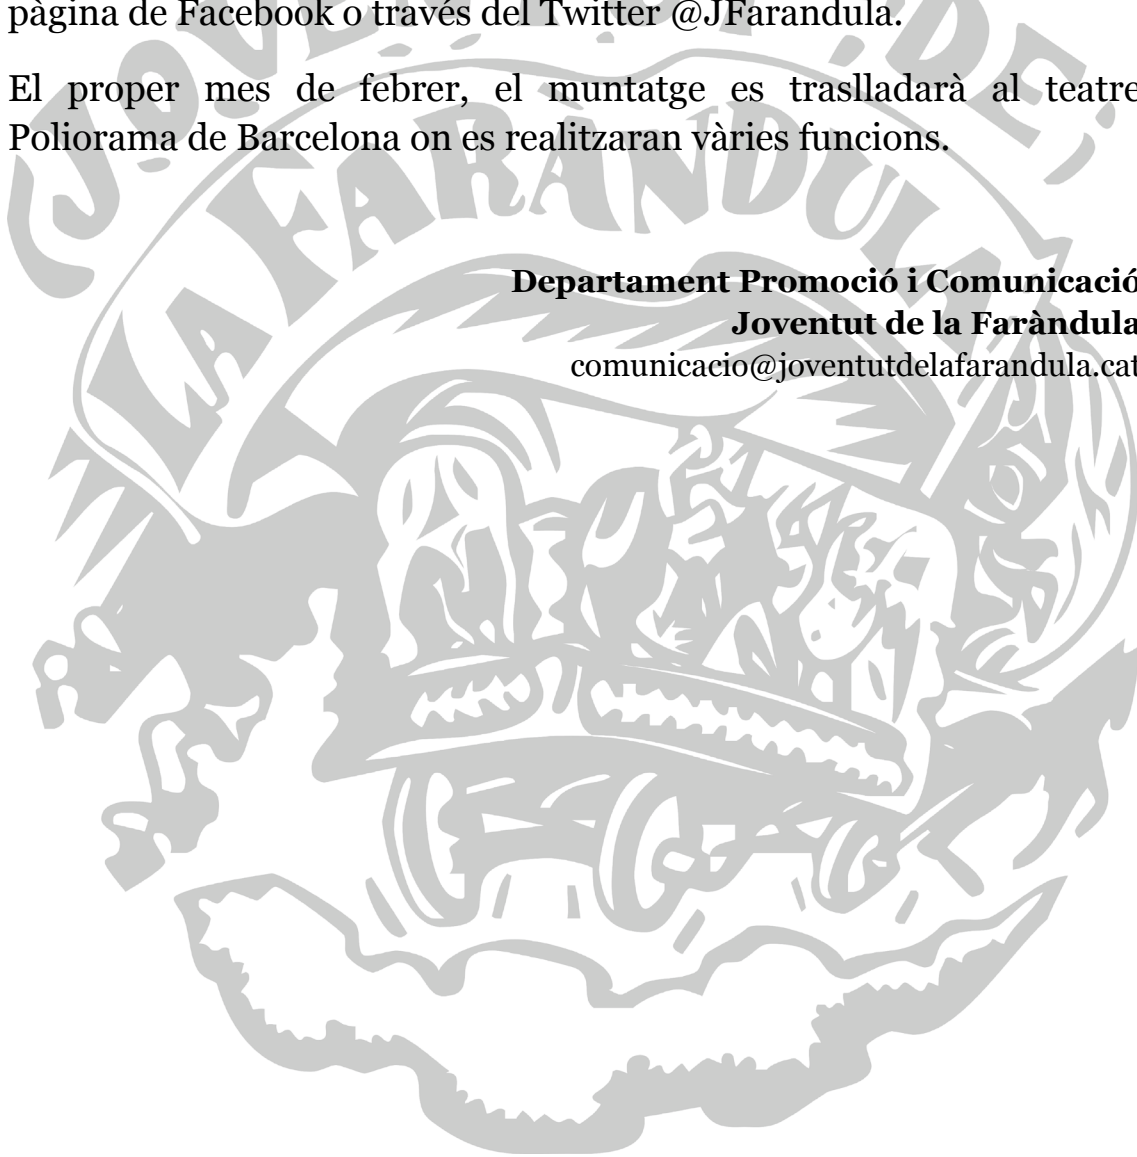 pàgina de Facebook o través del Twitter @JFarandula.
El proper mes de febrer, el muntatge es traslladarà al teatre
Poliorama de Barcelona on es realitzaran vàries funcions.
Departament Promoció i Comunicació
Joventut de la Faràndula
comunicacio@joventutdelafarandula.cat
LA FARÀNDULA